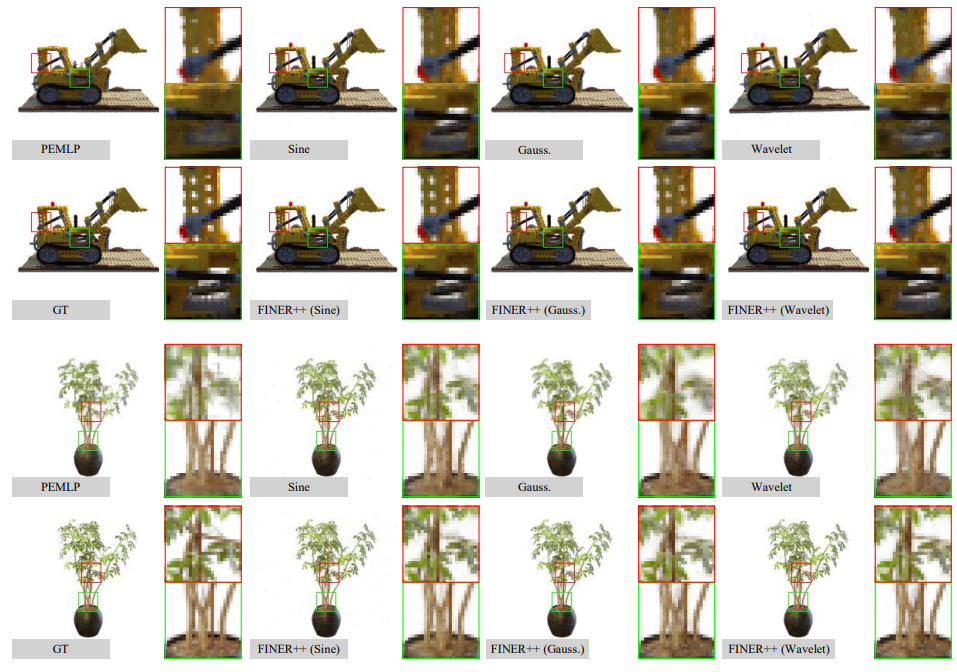 PEMLP
Sine
Gauss.
Wavelet
GT
FINER++ (Sine)
FINER++ (Gauss.)
FINER++ (Wavelet)
PEMLP
Sine
Gauss.
Wavelet
GT
FINER++ (Sine)
FINER++ (Gauss.)
FINER++ (Wavelet)